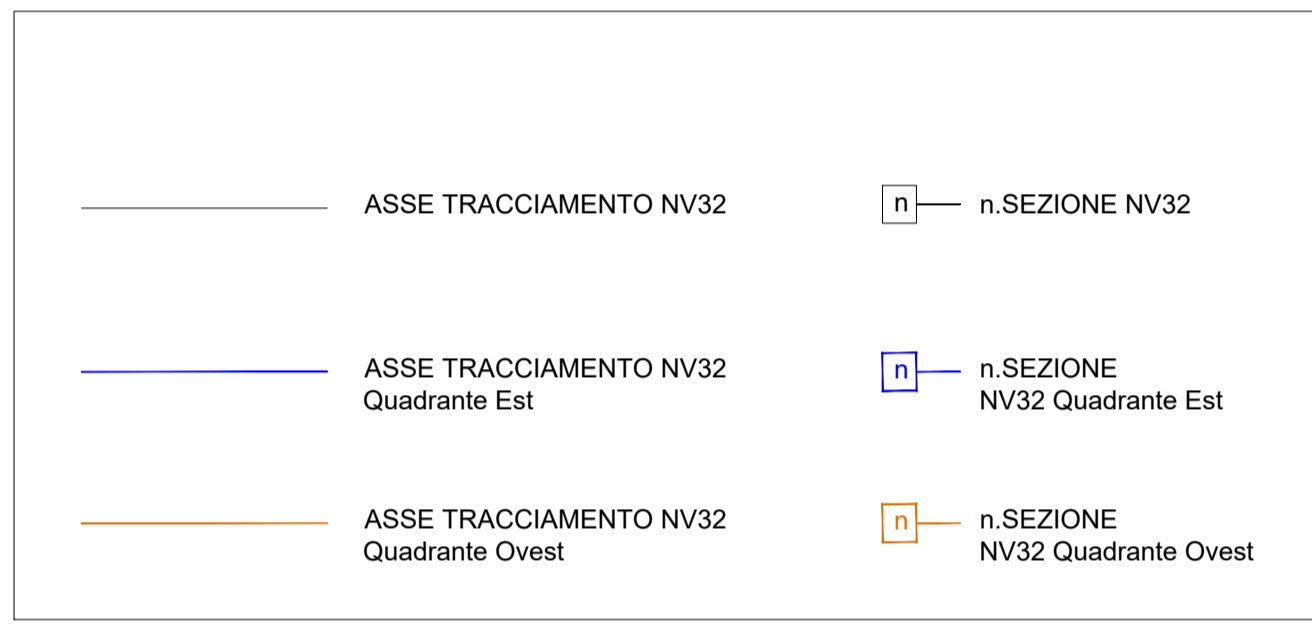 ASSE TRACCIAMENTO NV32
n
n.SEZIONE NV32
ASSE TRACCIAMENTO NV32
Quadrante Est
n
n.SEZIONE
NV32 Quadrante Est
ASSE TRACCIAMENTO NV32
Quadrante Ovest
n
n.SEZIONE
NV32 Quadrante Ovest